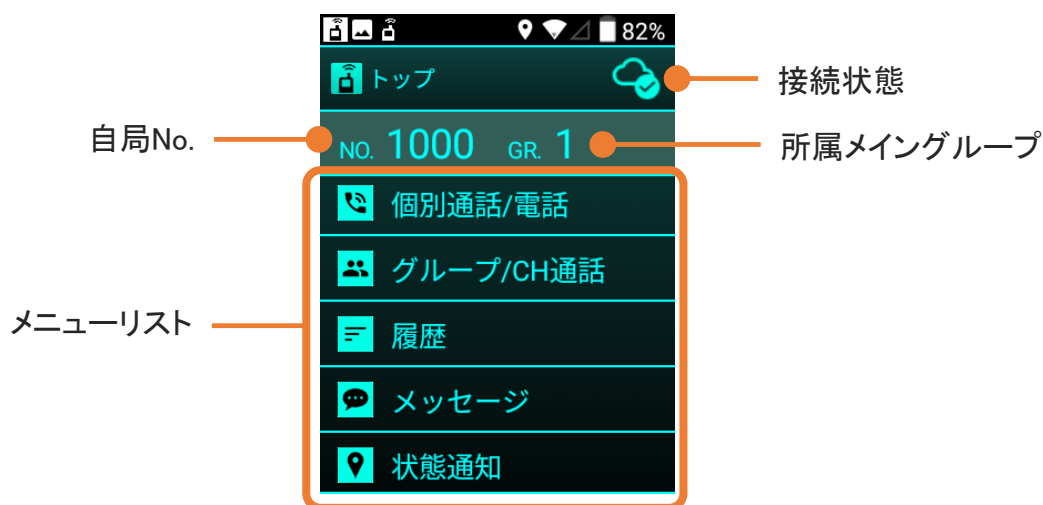 82%
トップ
接続状態
自局No.
NO. 1000 GR. 1
所属メイングループ
個別通話/電話
グループ/CH通話
メニューリスト
履歴
メッセージ
状態通知